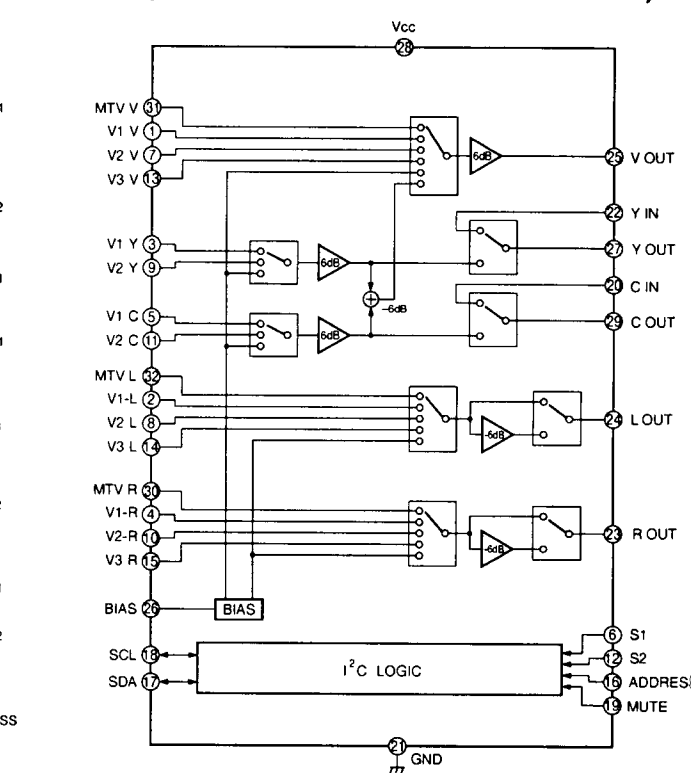 Vcc
28
MTV V 31
V1 V 1
V2 V 7
V3 V 13
6dB
25 V OUT
22 Y IN
V1 Y 3
V2 Y 9
6dB
27 Y OUT
20 C IN
-6dB
V1 C 5
V2 C 11
6dB
29 C OUT
MTV L 32
V1-L 2
V2 L 8
V3 L 14
-6dB
24 L OUT
MTV R 30
V1-R 4
V2-R 10
V3 R 15
-6dB
23 R OUT
BIAS 26
BIAS
SCL 18
SDA 17
I²C LOGIC
6 S1
12 S2
16 ADDRES
19 MUTE
SS
21
GND